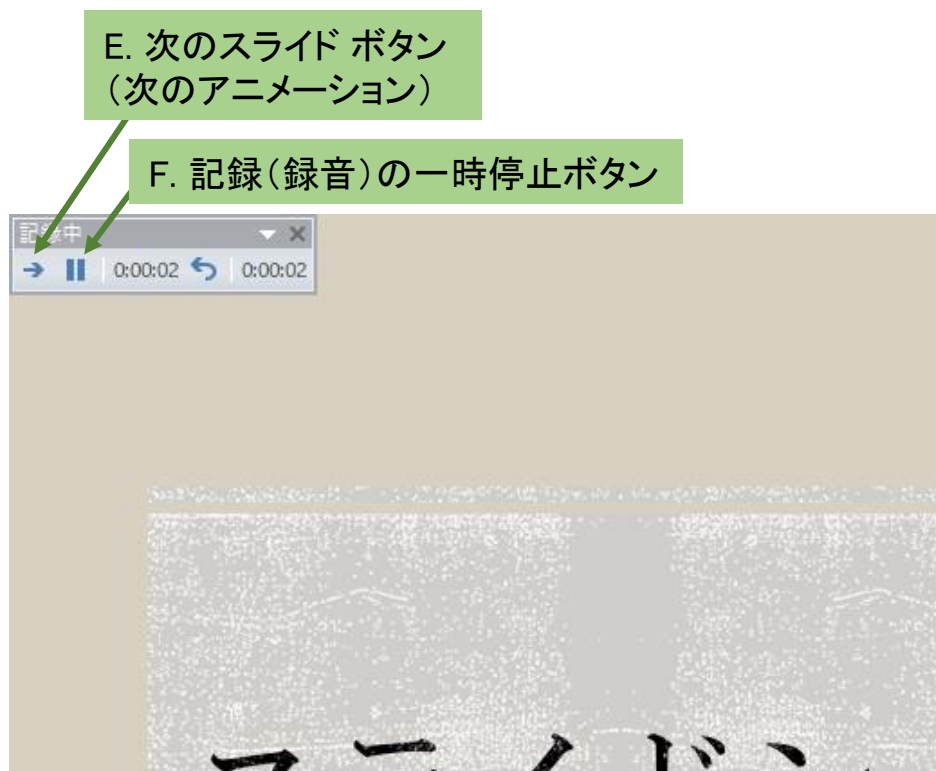 E. 次のスライド ボタン
（次のアニメーション）
F. 記録（録音）の一時停止ボタン
記録中
0:00:02 0:00:02